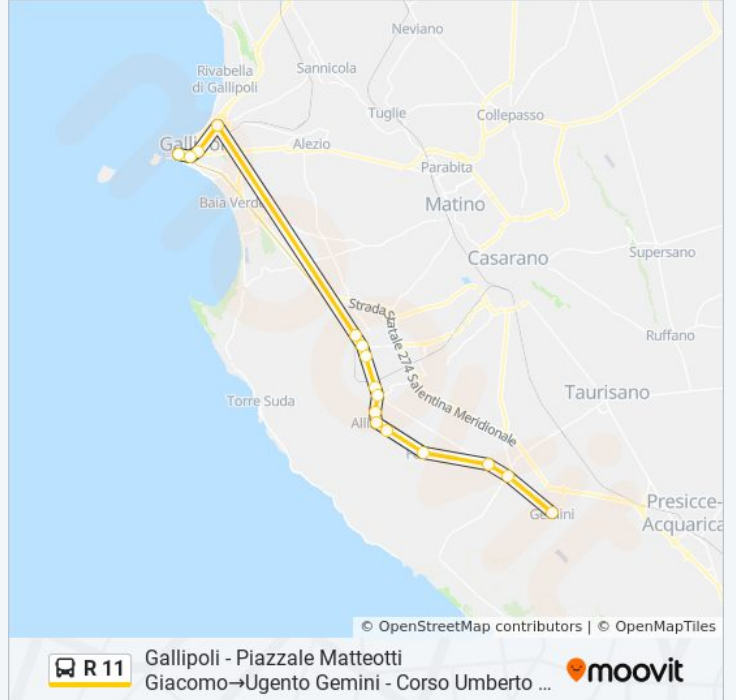 Neviano
Rivabella
di Gallipoli
Sannicola
Tuglie
Collepasso
Alezio
Parabita
Baia Verde
Matino
Casarano
Supersano
Strada Statale 274 Salentina Meridionale
Ruffano
Torre Suda
Taurisano
Presicce-
Acquarica
© OpenStreetMap contributors | © OpenMapTiles
R 11
Gallipoli - Piazzale Matteotti
Giacomo→Ugento Gemini - Corso Umberto ...
moovit